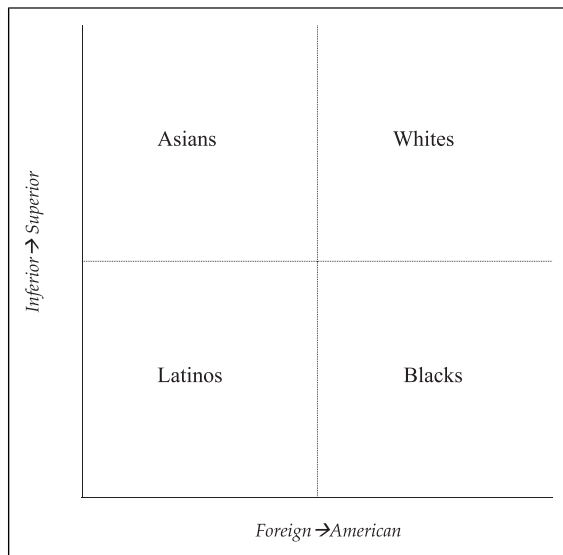 Asians
Whites
Inferior → Superior
Latinos
Blacks
Foreign →American